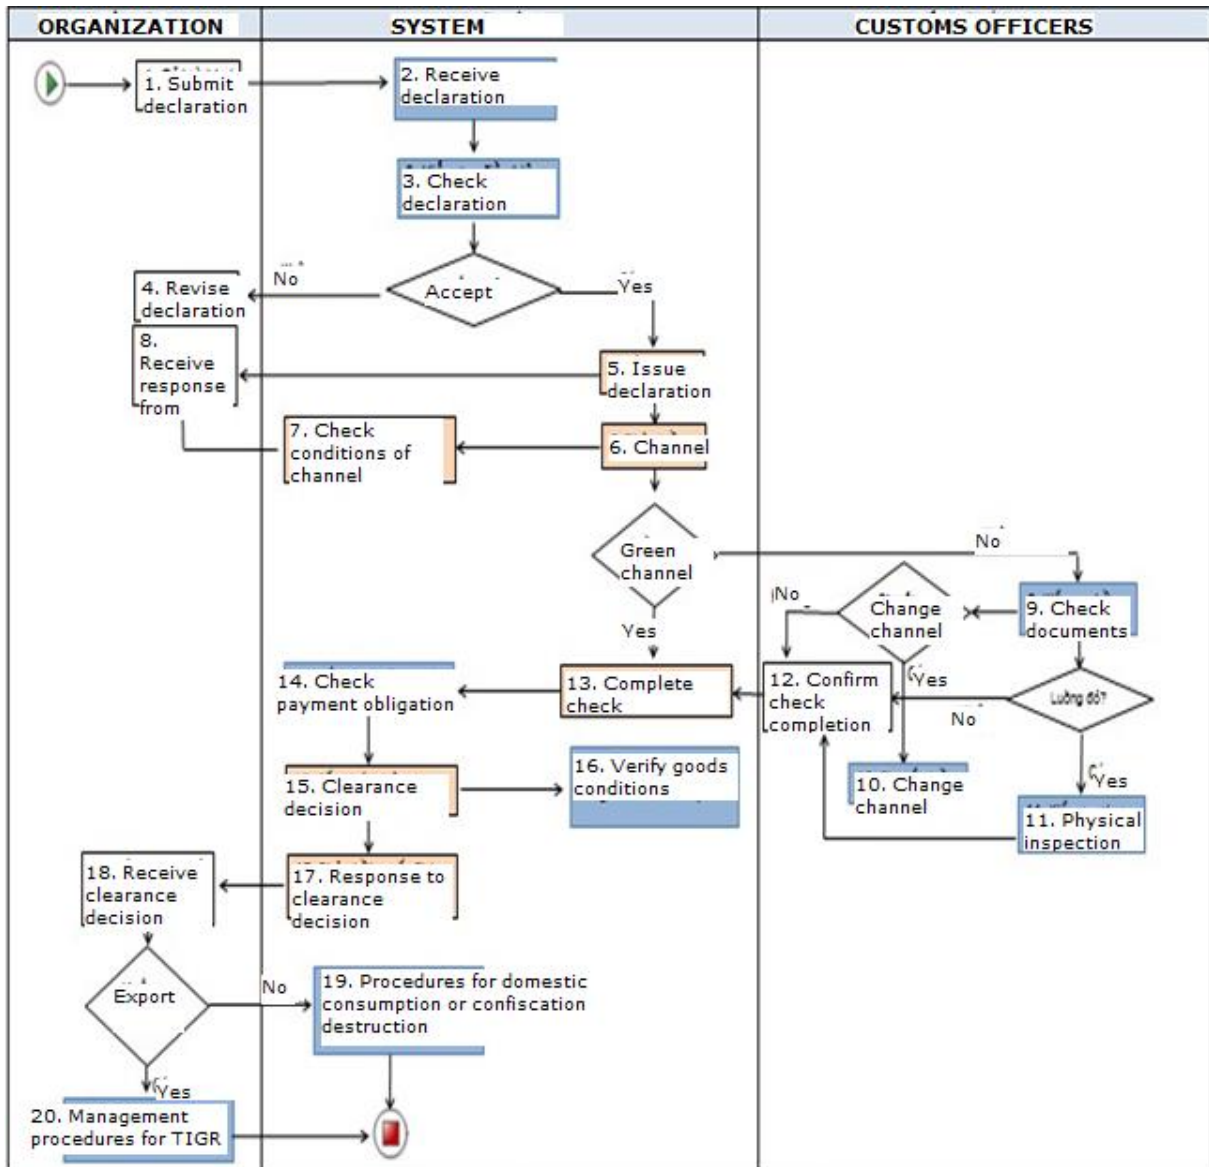 ORGANIZATION
SYSTEM
CUSTOMS OFFICERS
1. Submit
declaration
2. Receive
declaration
3. Check
declaration
Accept
No
Yes
4. Revise
declaration
8.
Receive
response
from
5. Issue
declaration
7. Check
conditions of
channel
6. Channel
Green
channel
No
Yes
9. Check
documents
Change
channel
No
Yes
Luồng đỏ?
No
Yes
12. Confirm
check
completion
13. Complete
check
14. Check
payment obligation
10. Change
channel
11. Physical
inspection
15. Clearance
decision
16. Verify goods
conditions
17. Response to
clearance
decision
18. Receive
clearance
decision
Export
No
Yes
19. Procedures for domestic
consumption or confiscation
destruction
20. Management
procedures for TIGR